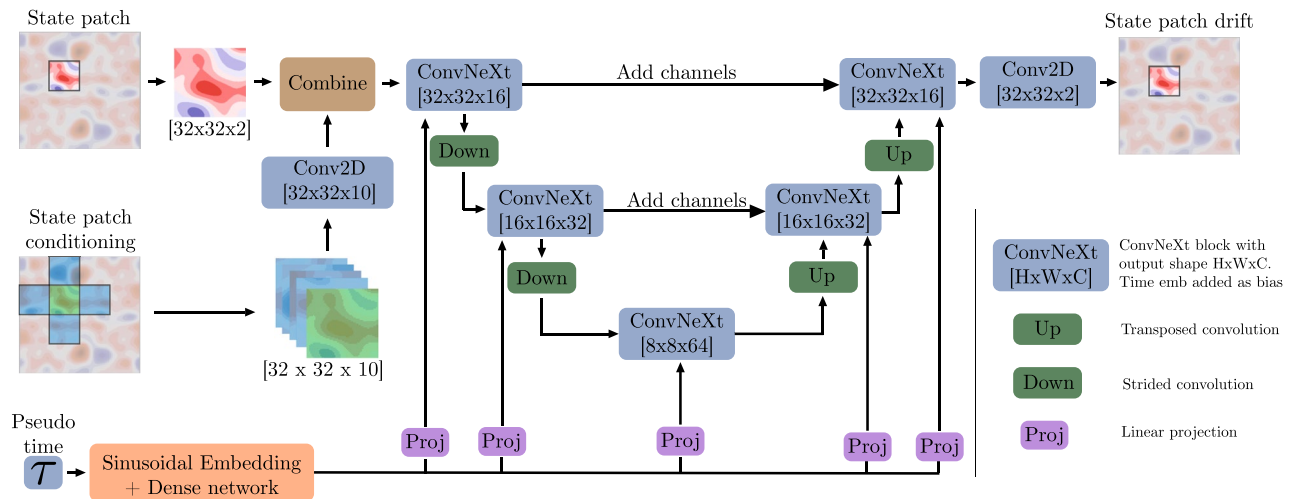 State patch
[32x32x2]
Combine
ConvNeXt
[32x32x16]
Add channels
ConvNeXt
[32x32x16]
Conv2D
[32x32x2]
State patch drift
Down
Up
Conv2D
[32x32x10]
ConvNeXt
[16x16x32]
Add channels
ConvNeXt
[16x16x32]
Down
Up
ConvNeXt
[8x8x64]
State patch
conditioning
[32 x 32 x 10]
Pseudo
time
τ
Sinusoidal Embedding
+ Dense network
Proj
Proj
Proj
Proj
Proj
ConvNeXt
[HxWxC]
ConvNeXt block with
output shape HxWxC.
Time emb added as bias
Up
Transposed convolution
Down
Strided convolution
Proj
Linear projection